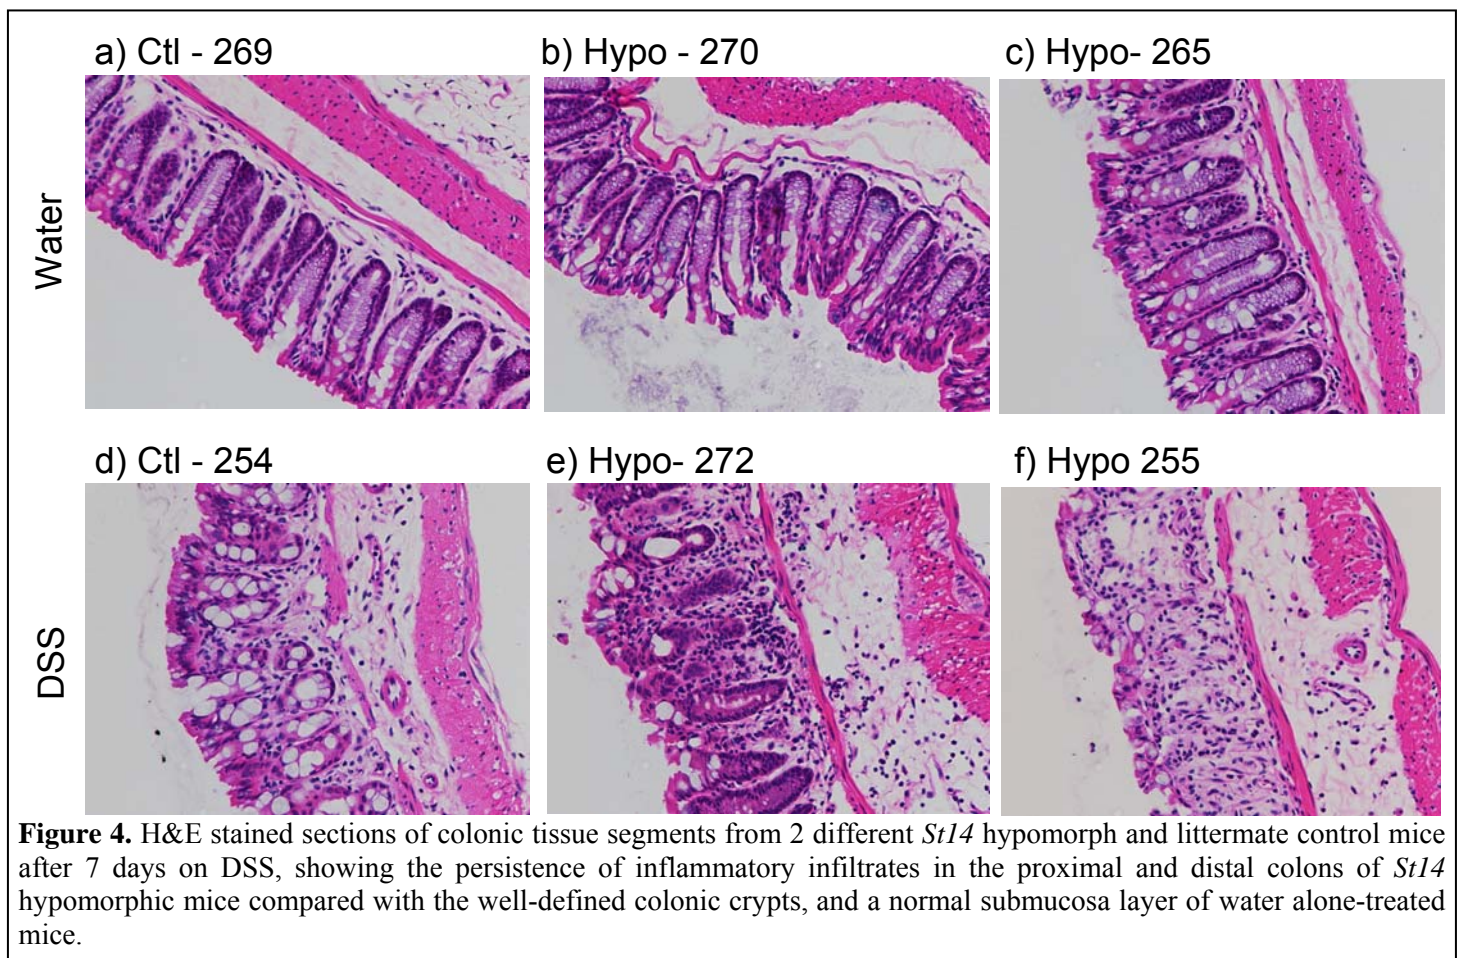 a) Ctl - 269
b) Hypo - 270
c) Hypo- 265
Water
d) Ctl - 254
e) Hypo- 272
f) Hypo 255
DSS
Figure 4. H&E stained sections of colonic tissue segments from 2 different St14 hypomorph and littermate control mice
after 7 days on DSS, showing the persistence of inflammatory infiltrates in the proximal and distal colons of St14
hypomorphic mice compared with the well-defined colonic crypts, and a normal submucosa layer of water alone-treated
mice.